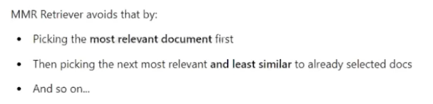 MMR Retriever avoids that by:
• Picking the most relevant document first
• Then picking the next most relevant and least similar to already selected docs
• And so on...